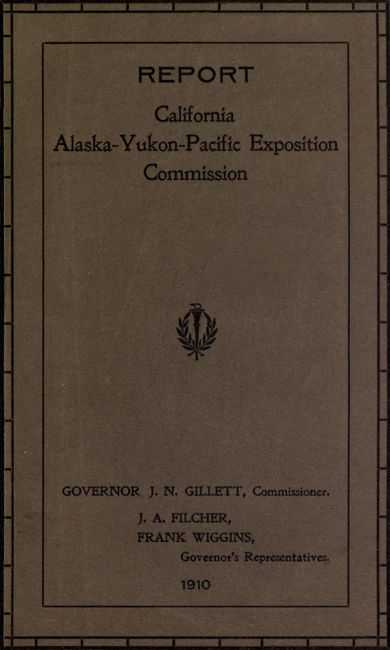 REPORT
California
Alaska-Yukon-Pacific Exposition
Commission
GOVERNOR J. N. GILLETT, Commissioner.
J. A. FILCHER,
FRANK WIGGINS,
Governor's Representatives.
1910